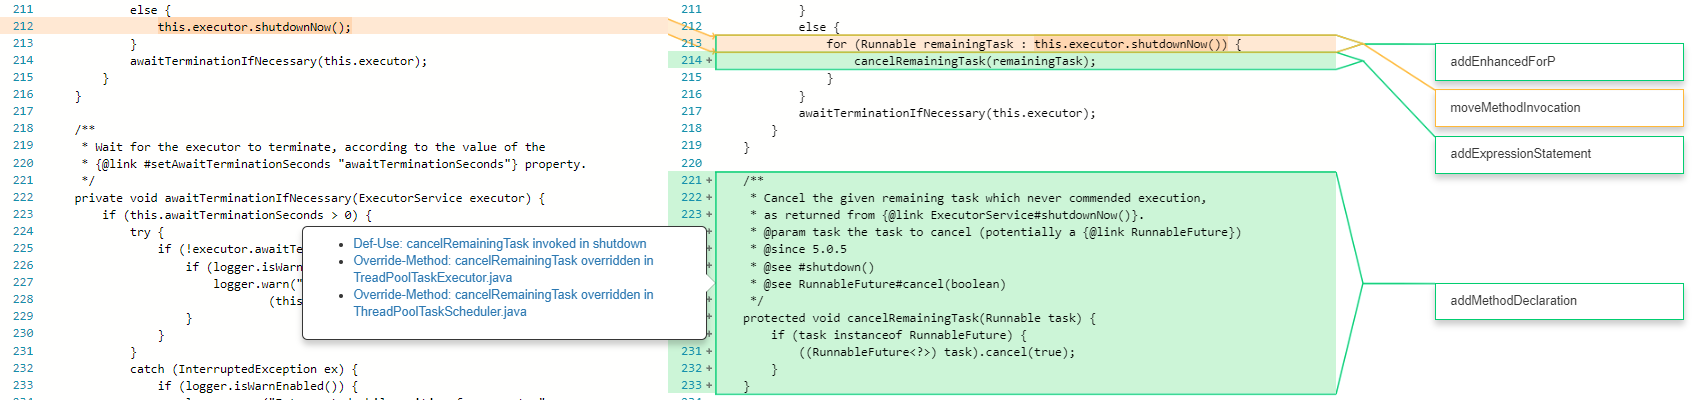 211 else {
212 this.executor.shutdownNow();
213 }
214 awaitTerminationIfNecessary(this.executor);
215 }
216 }
217
218 /**
219 * Wait for the executor to terminate, according to the value of the
220 * {@link #setAwaitTerminationSeconds "awaitTerminationSeconds"} property.
221 */
222 private void awaitTerminationIfNecessary(ExecutorService executor) {
223 if (this.awaitTerminationSeconds > 0) {
224 try {
225 if (!executor.awaitTe
226 if (logger.isWarn
227 logger.warn("
228 (this
229 }
230 }
231 }
232 catch (InterruptedException ex) {
233 if (logger.isWarnEnabled()) {
• Def-Use: cancelRemainingTask invoked in shutdown
• Override-Method: cancelRemainingTask overridden in
TreadPoolTaskExecutor.java
• Override-Method: cancelRemainingTask overridden in
ThreadPoolTaskScheduler.java
211 }
212 else {
213 for (Runnable remainingTask : this.executor.shutdownNow()) {
214 + cancelRemainingTask(remainingTask);
215 }
216 }
217 awaitTerminationIfNecessary(this.executor);
218 }
219 }
220
221 + /**
222 + * Cancel the given remaining task which never commended execution,
223 + * as returned from {@link ExecutorService#shutdownNow()}.
+ * @param task the task to cancel (potentially a {@link RunnableFuture})
+ * @since 5.0.5
+ * @see #shutdown()
+ * @see RunnableFuture#cancel(boolean)
+ */
+ protected void cancelRemainingTask(Runnable task) {
+ if (task instanceof RunnableFuture) {
231 + ((RunnableFuture<?>) task).cancel(true);
232 + }
233 + }
addEnhancedForP
moveMethodInvocation
addExpressionStatement
addMethodDeclaration